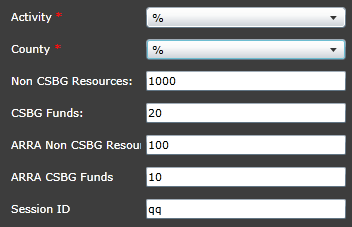 Activity * %
County * %
Non CSBG Resources: 1000
CSBG Funds: 20
ARRA Non CSBG Resour 100
ARRA CSBG Funds 10
Session ID qq